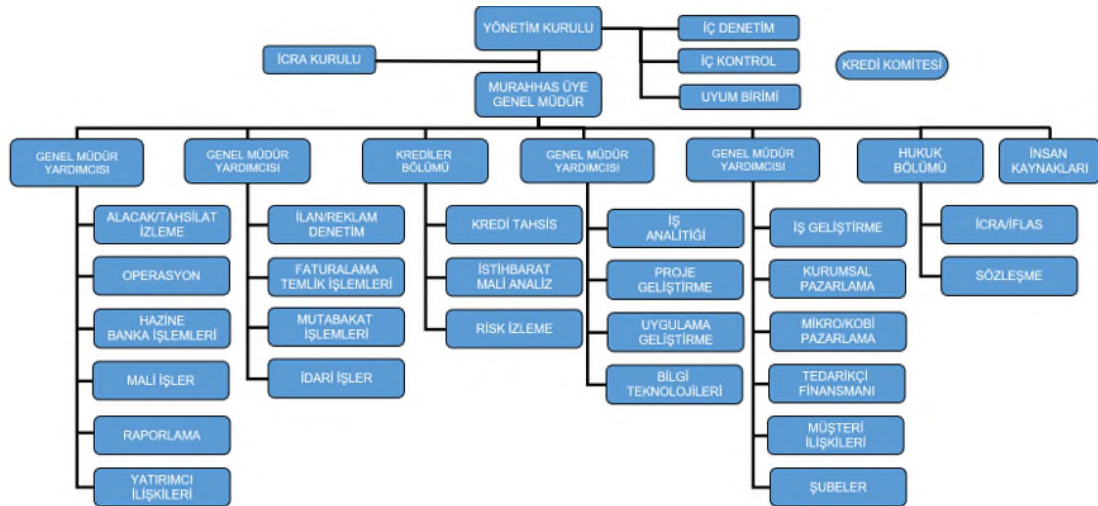 YÖNETİM KURULU
İÇ DENETİM
İCRA KURULU
İÇ KONTROL
KREDİ KOMİTESİ
MURAHHAS ÜYE
GENEL MÜDÜR
UYUM BİRİMİ
GENEL MÜDÜR
YARDIMCISI
ALACAK/TAHSİLAT
İZLEME
OPERASYON
HAZİNE
BANKA İŞLEMLERİ
MALİ İŞLER
RAPORLAMA
YATIRIMCI
İLİŞKİLERİ
GENEL MÜDÜR
YARDIMCISI
İLAN/REKLAM
DENETİM
FATURALAMA
TEMLİK İŞLEMLERİ
MUTABAKAT
İŞLEMLERİ
İDARİ İŞLER
KREDİLER
BÖLÜMÜ
KREDİ TAHSİS
İSTİHBARAT
MALİ ANALİZ
RİSK İZLEME
GENEL MÜDÜR
YARDIMCISI
İŞ
ANALİTİĞİ
PROJE
GELİŞTİRME
UYGULAMA
GELİŞTİRME
BİLGİ
TEKNOLOJİLERİ
GENEL MÜDÜR
YARDIMCISI
İŞ GELİŞTİRME
KURUMSAL
PAZARLAMA
MİKRO/KOBİ
PAZARLAMA
TEDARİKÇİ
FİNANSMANI
MÜŞTERİ
İLİŞKİLERİ
ŞUBELER
HUKUK
BÖLÜMÜ
İCRA/İFLAS
SÖZLEŞME
İNSAN
KAYNAKLARI